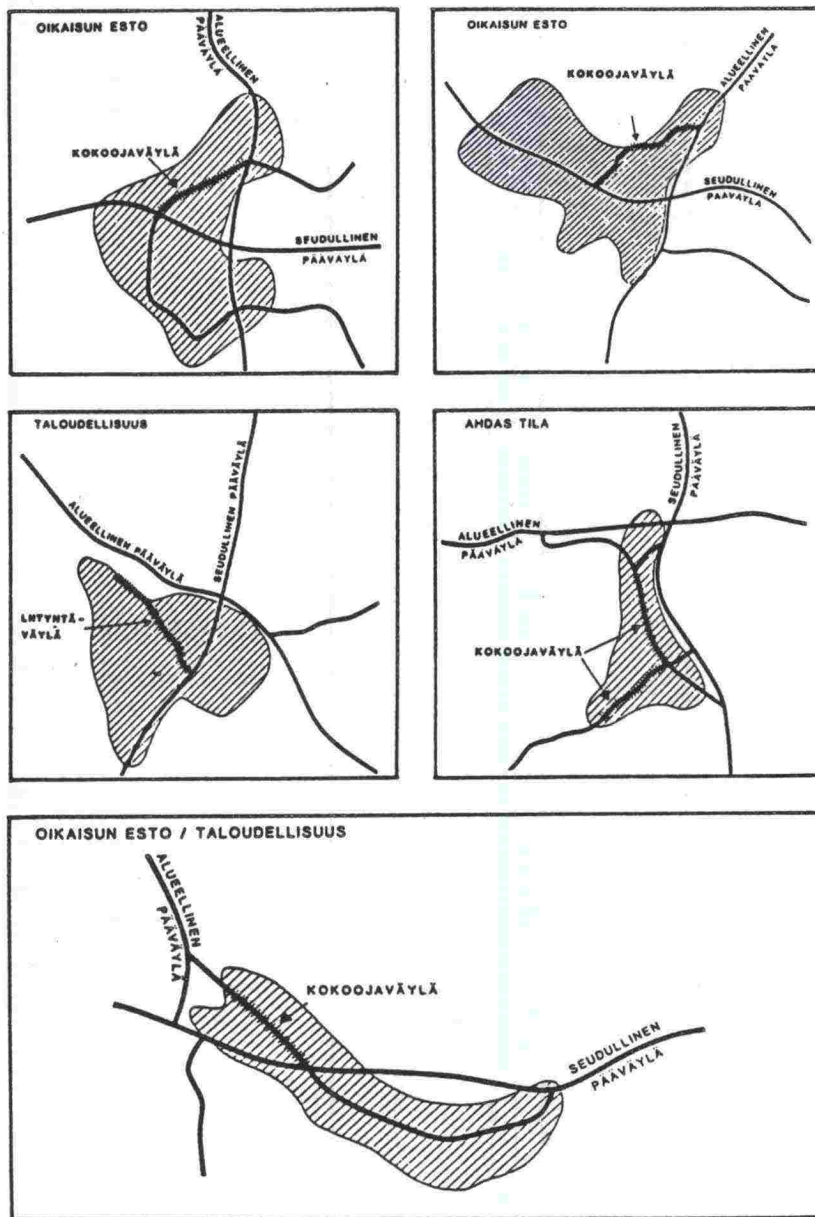 OIKAISUN ESTO
ALUEELLINEN
PÄÄVÄYLÄ
KOKOOJAVÄYLÄ
SEUDULLINEN
PÄÄVÄYLÄ
OIKAISUN ESTO
KOKOOJAVÄYLÄ
ALUEELLINEN
PÄÄVÄYLÄ
SEUDULLINEN
PÄÄVÄYLÄ
TALOUDELLISUUS
ALUEELLINEN PÄÄVÄYLÄ
SEUDULLINEN PÄÄVÄYLÄ
VÄYLÄ
AHDAS TILA
SEUDULLINEN
PÄÄVÄYLÄ
ALUEELLINEN
PÄÄVÄYLÄ
KOKOOJAVÄYLÄ
OIKAISUN ESTO / TALOUDELLISUUS
ALUEELLINEN
PÄÄVÄYLÄ
KOKOOJAVÄYLÄ
SEUDULLINEN
PÄÄVÄYLÄ